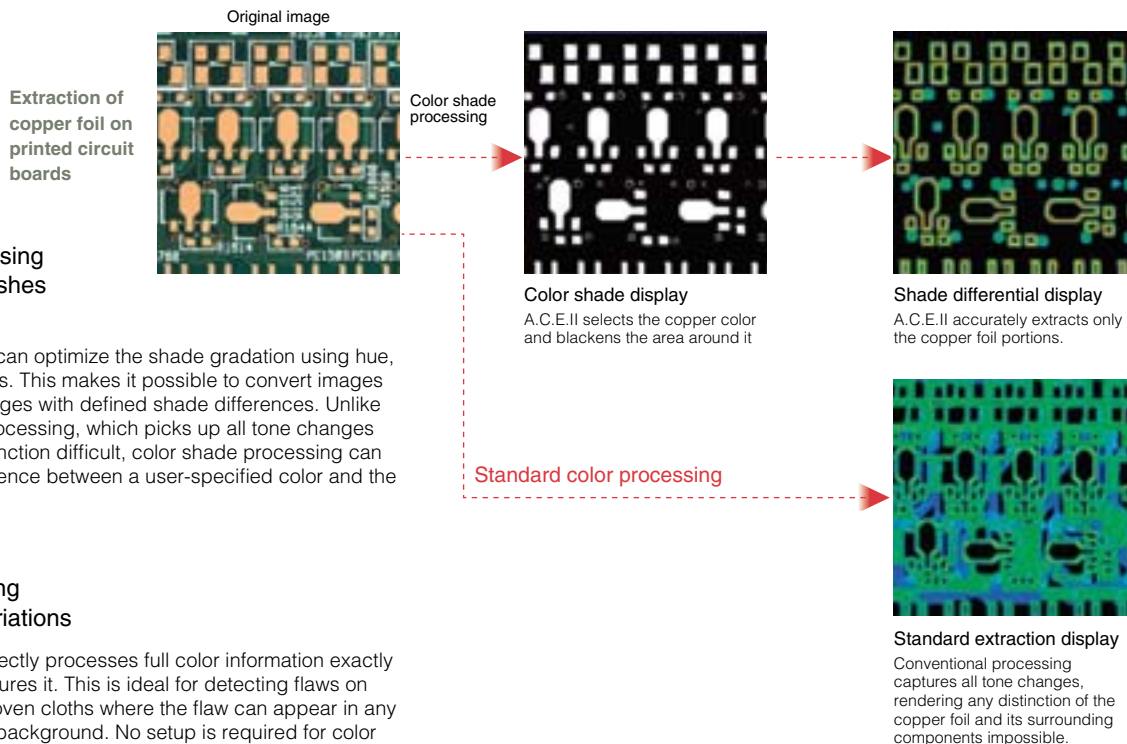 Original image
Extraction of
copper foil on
printed circuit
boards
Color shade
processing
Color shade display
A.C.E.II selects the copper color
and blackens the area around it
Shade differential display
A.C.E.II accurately extracts only
the copper foil portions.
sing
shes
can optimize the shade gradation using hue,
s. This makes it possible to convert images
ges with defined shade differences. Unlike
ocessing, which picks up all tone changes
nction difficult, color shade processing can
ence between a user-specified color and the
Standard color processing
Standard extraction display
Conventional processing
captures all tone changes,
rendering any distinction of the
copper foil and its surrounding
components impossible.
ng
riations
ectly processes full color information exactly
ures it. This is ideal for detecting flaws on
oven cloths where the flaw can appear in any
background. No setup is required for color